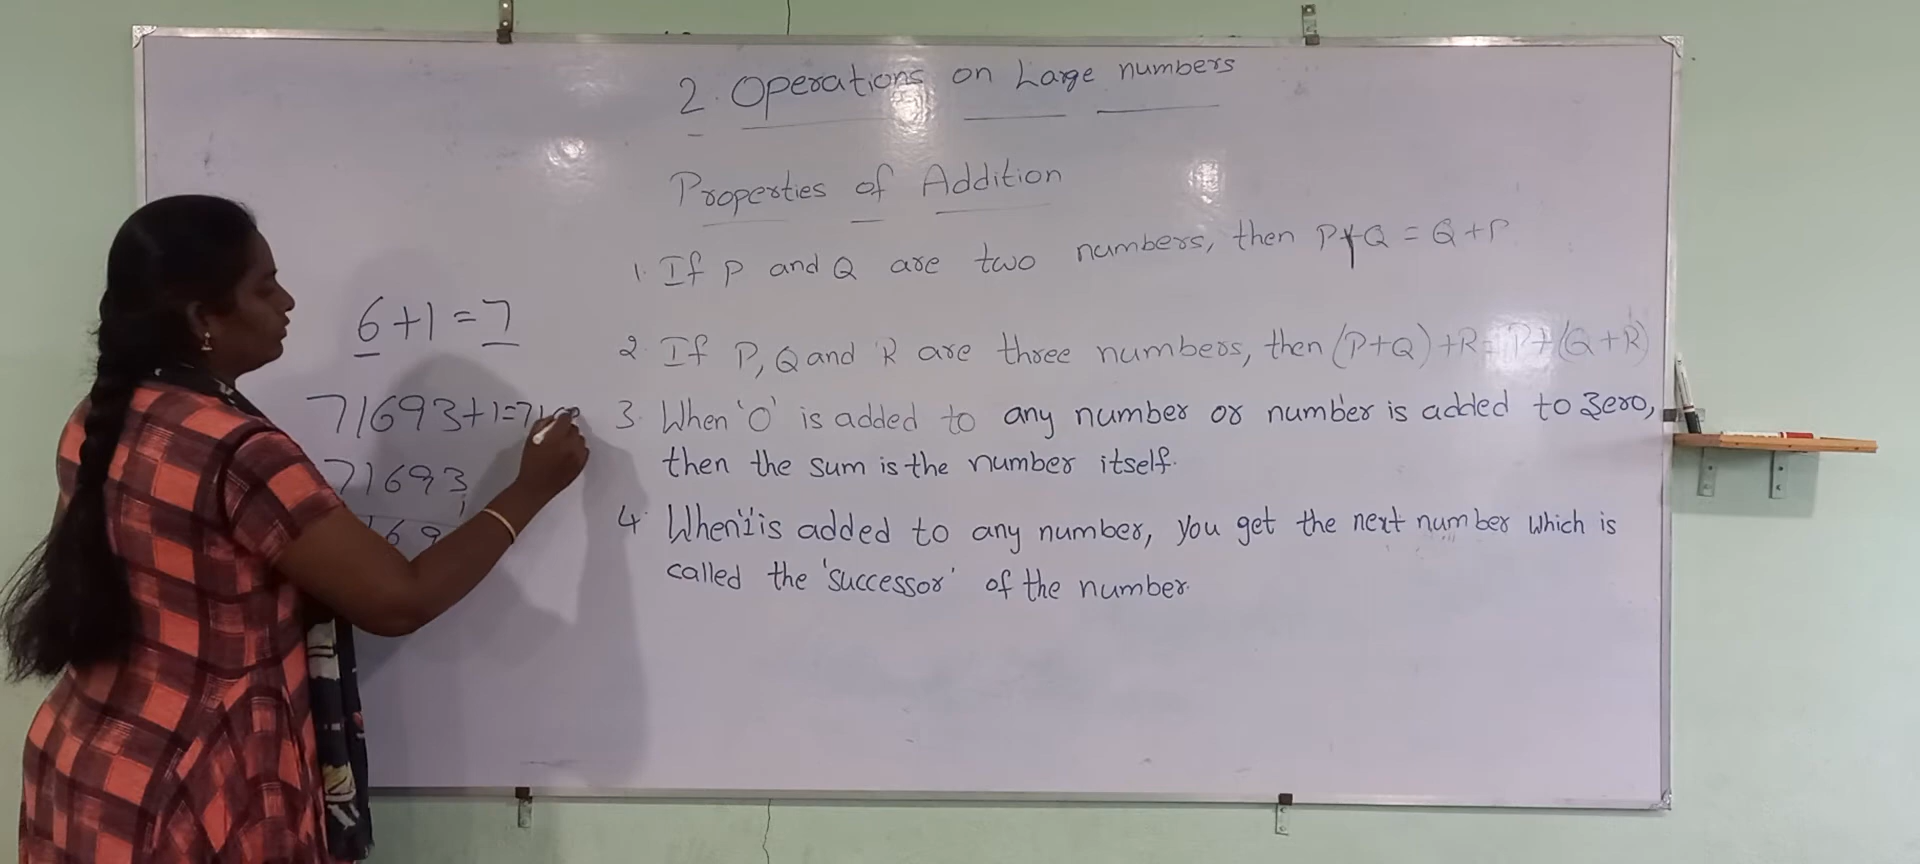 2. Operations on Large numbers
Properties of Addition
1. If P and Q are two numbers, then P+Q = Q+P
2. If P, Q and R are three numbers, then (P+Q)+R = P+(Q+R)
3. When 'O' is added to any number or number is added to zero,
then the sum is the number itself.
4. When '1' is added to any number, you get the next number which is
called the 'successor' of the number.
6+1=7
71693+1=
71693